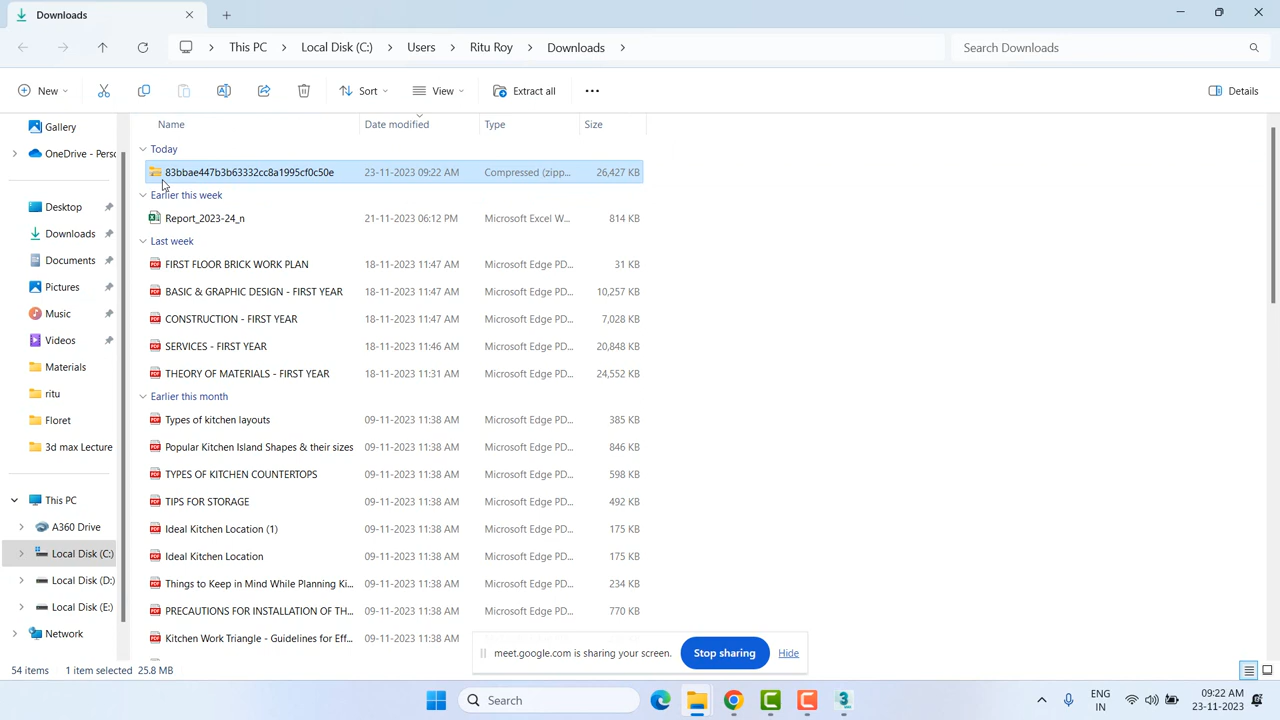 Downloads
This PC > Local Disk (C:) > Users > Ritu Roy > Downloads >
Search Downloads
New
Sort
View
Extract all
Details
Name
Date modified
Type
Size
Gallery
OneDrive - Perso
Desktop
Downloads
Documents
Pictures
Music
Videos
Materials
ritu
Floret
3d max Lecture
This PC
A360 Drive
Local Disk (C:)
Local Disk (D:)
Local Disk (E:)
Network
Today
83bbae447b3b63332cc8a1995cf0c50e 23-11-2023 09:22 AM Compressed (zipp... 26,427 KB
Earlier this week
Report_2023-24_n 21-11-2023 06:12 PM Microsoft Excel W... 814 KB
Last week
FIRST FLOOR BRICK WORK PLAN 18-11-2023 11:47 AM Microsoft Edge PD... 31 KB
BASIC & GRAPHIC DESIGN - FIRST YEAR 18-11-2023 11:47 AM Microsoft Edge PD... 10,257 KB
CONSTRUCTION - FIRST YEAR 18-11-2023 11:47 AM Microsoft Edge PD... 7,028 KB
SERVICES - FIRST YEAR 18-11-2023 11:46 AM Microsoft Edge PD... 20,848 KB
THEORY OF MATERIALS - FIRST YEAR 18-11-2023 11:31 AM Microsoft Edge PD... 24,552 KB
Earlier this month
Types of kitchen layouts 09-11-2023 11:38 AM Microsoft Edge PD... 385 KB
Popular Kitchen Island Shapes & their sizes 09-11-2023 11:38 AM Microsoft Edge PD... 846 KB
TYPES OF KITCHEN COUNTERTOPS 09-11-2023 11:38 AM Microsoft Edge PD... 598 KB
TIPS FOR STORAGE 09-11-2023 11:38 AM Microsoft Edge PD... 492 KB
Ideal Kitchen Location (1) 09-11-2023 11:38 AM Microsoft Edge PD... 175 KB
Ideal Kitchen Location 09-11-2023 11:38 AM Microsoft Edge PD... 175 KB
Things to Keep in Mind While Planning Ki... 09-11-2023 11:38 AM Microsoft Edge PD... 234 KB
PRECAUTIONS FOR INSTALLATION OF TH... 09-11-2023 11:38 AM Microsoft Edge PD... 770 KB
Kitchen Work Triangle - Guidelines for Eff... 09-11-2023 11:38 AM
meet.google.com is sharing your screen.
Stop sharing
Hide
54 items 1 item selected 25.8 MB
Search
ENG
IN
09:22 AM
23-11-2023